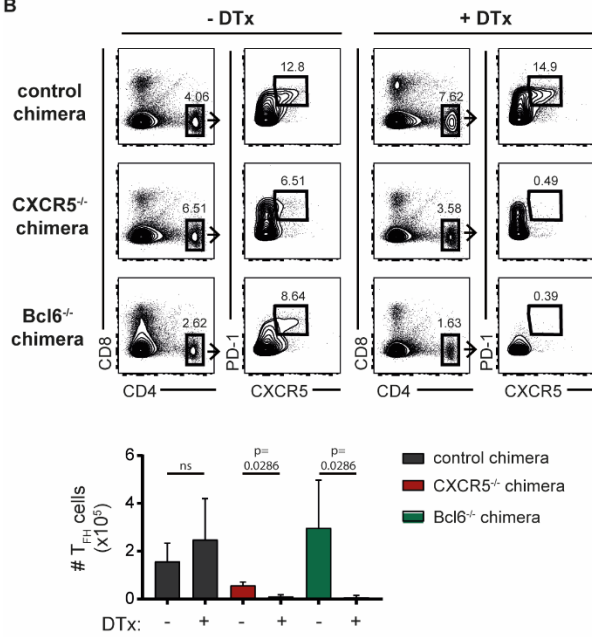 B
- DTx
+ DTx
control
chimera
4.06
12.8
7.62
14.9
CXCR5-/-
chimera
6.51
6.51
3.58
0.49
Bcl6-/-
chimera
2.62
8.64
1.63
0.39
CD8
PD-1
CD8
PD-1
CD4
CXCR5
CD4
CXCR5
# TFH cells
(x10⁵)
6
4
2
0
ns
p=
0.0286
p=
0.0286
DTx:
- + - + - +
control chimera
CXCR5-/- chimera
Bcl6-/- chimera